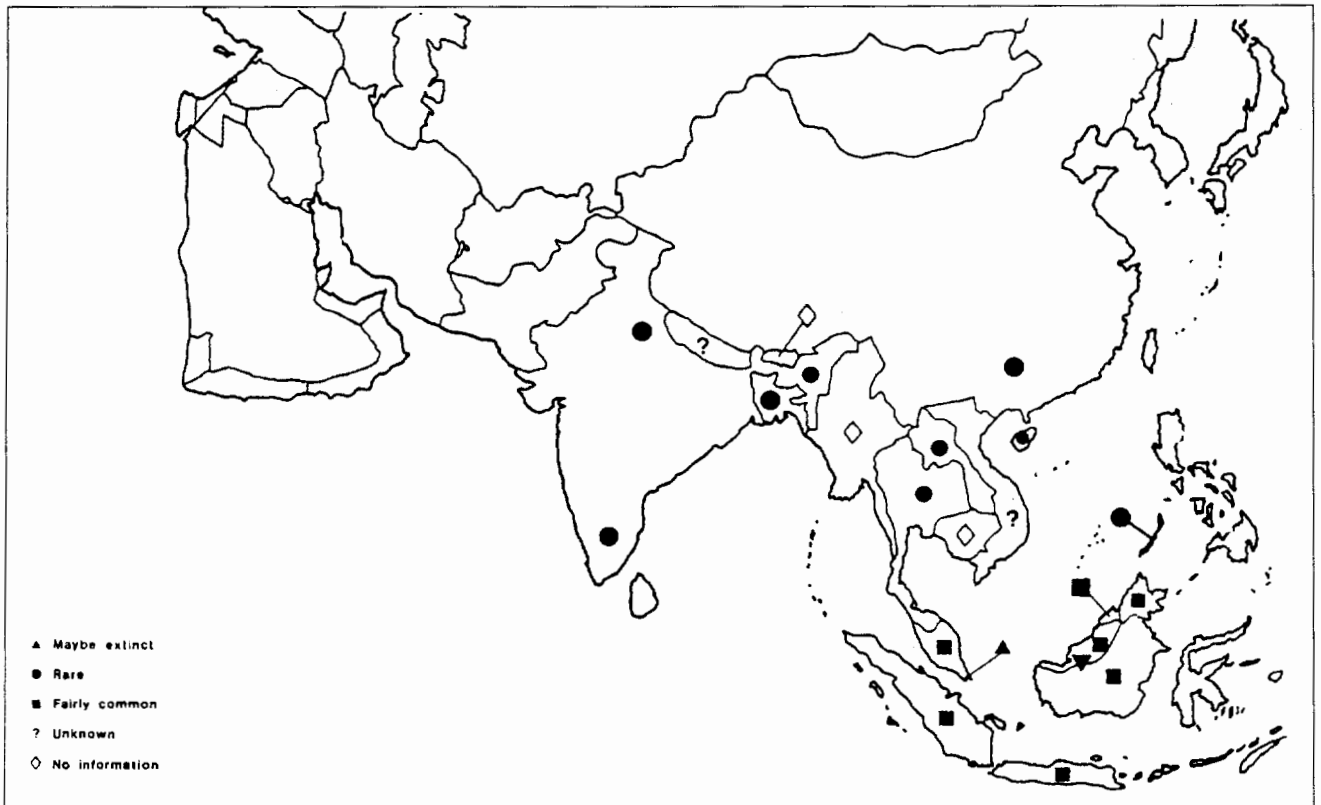 ?
?
▲ Maybe extinct
● Rare
■ Fairly common
? Unknown
◇ No information